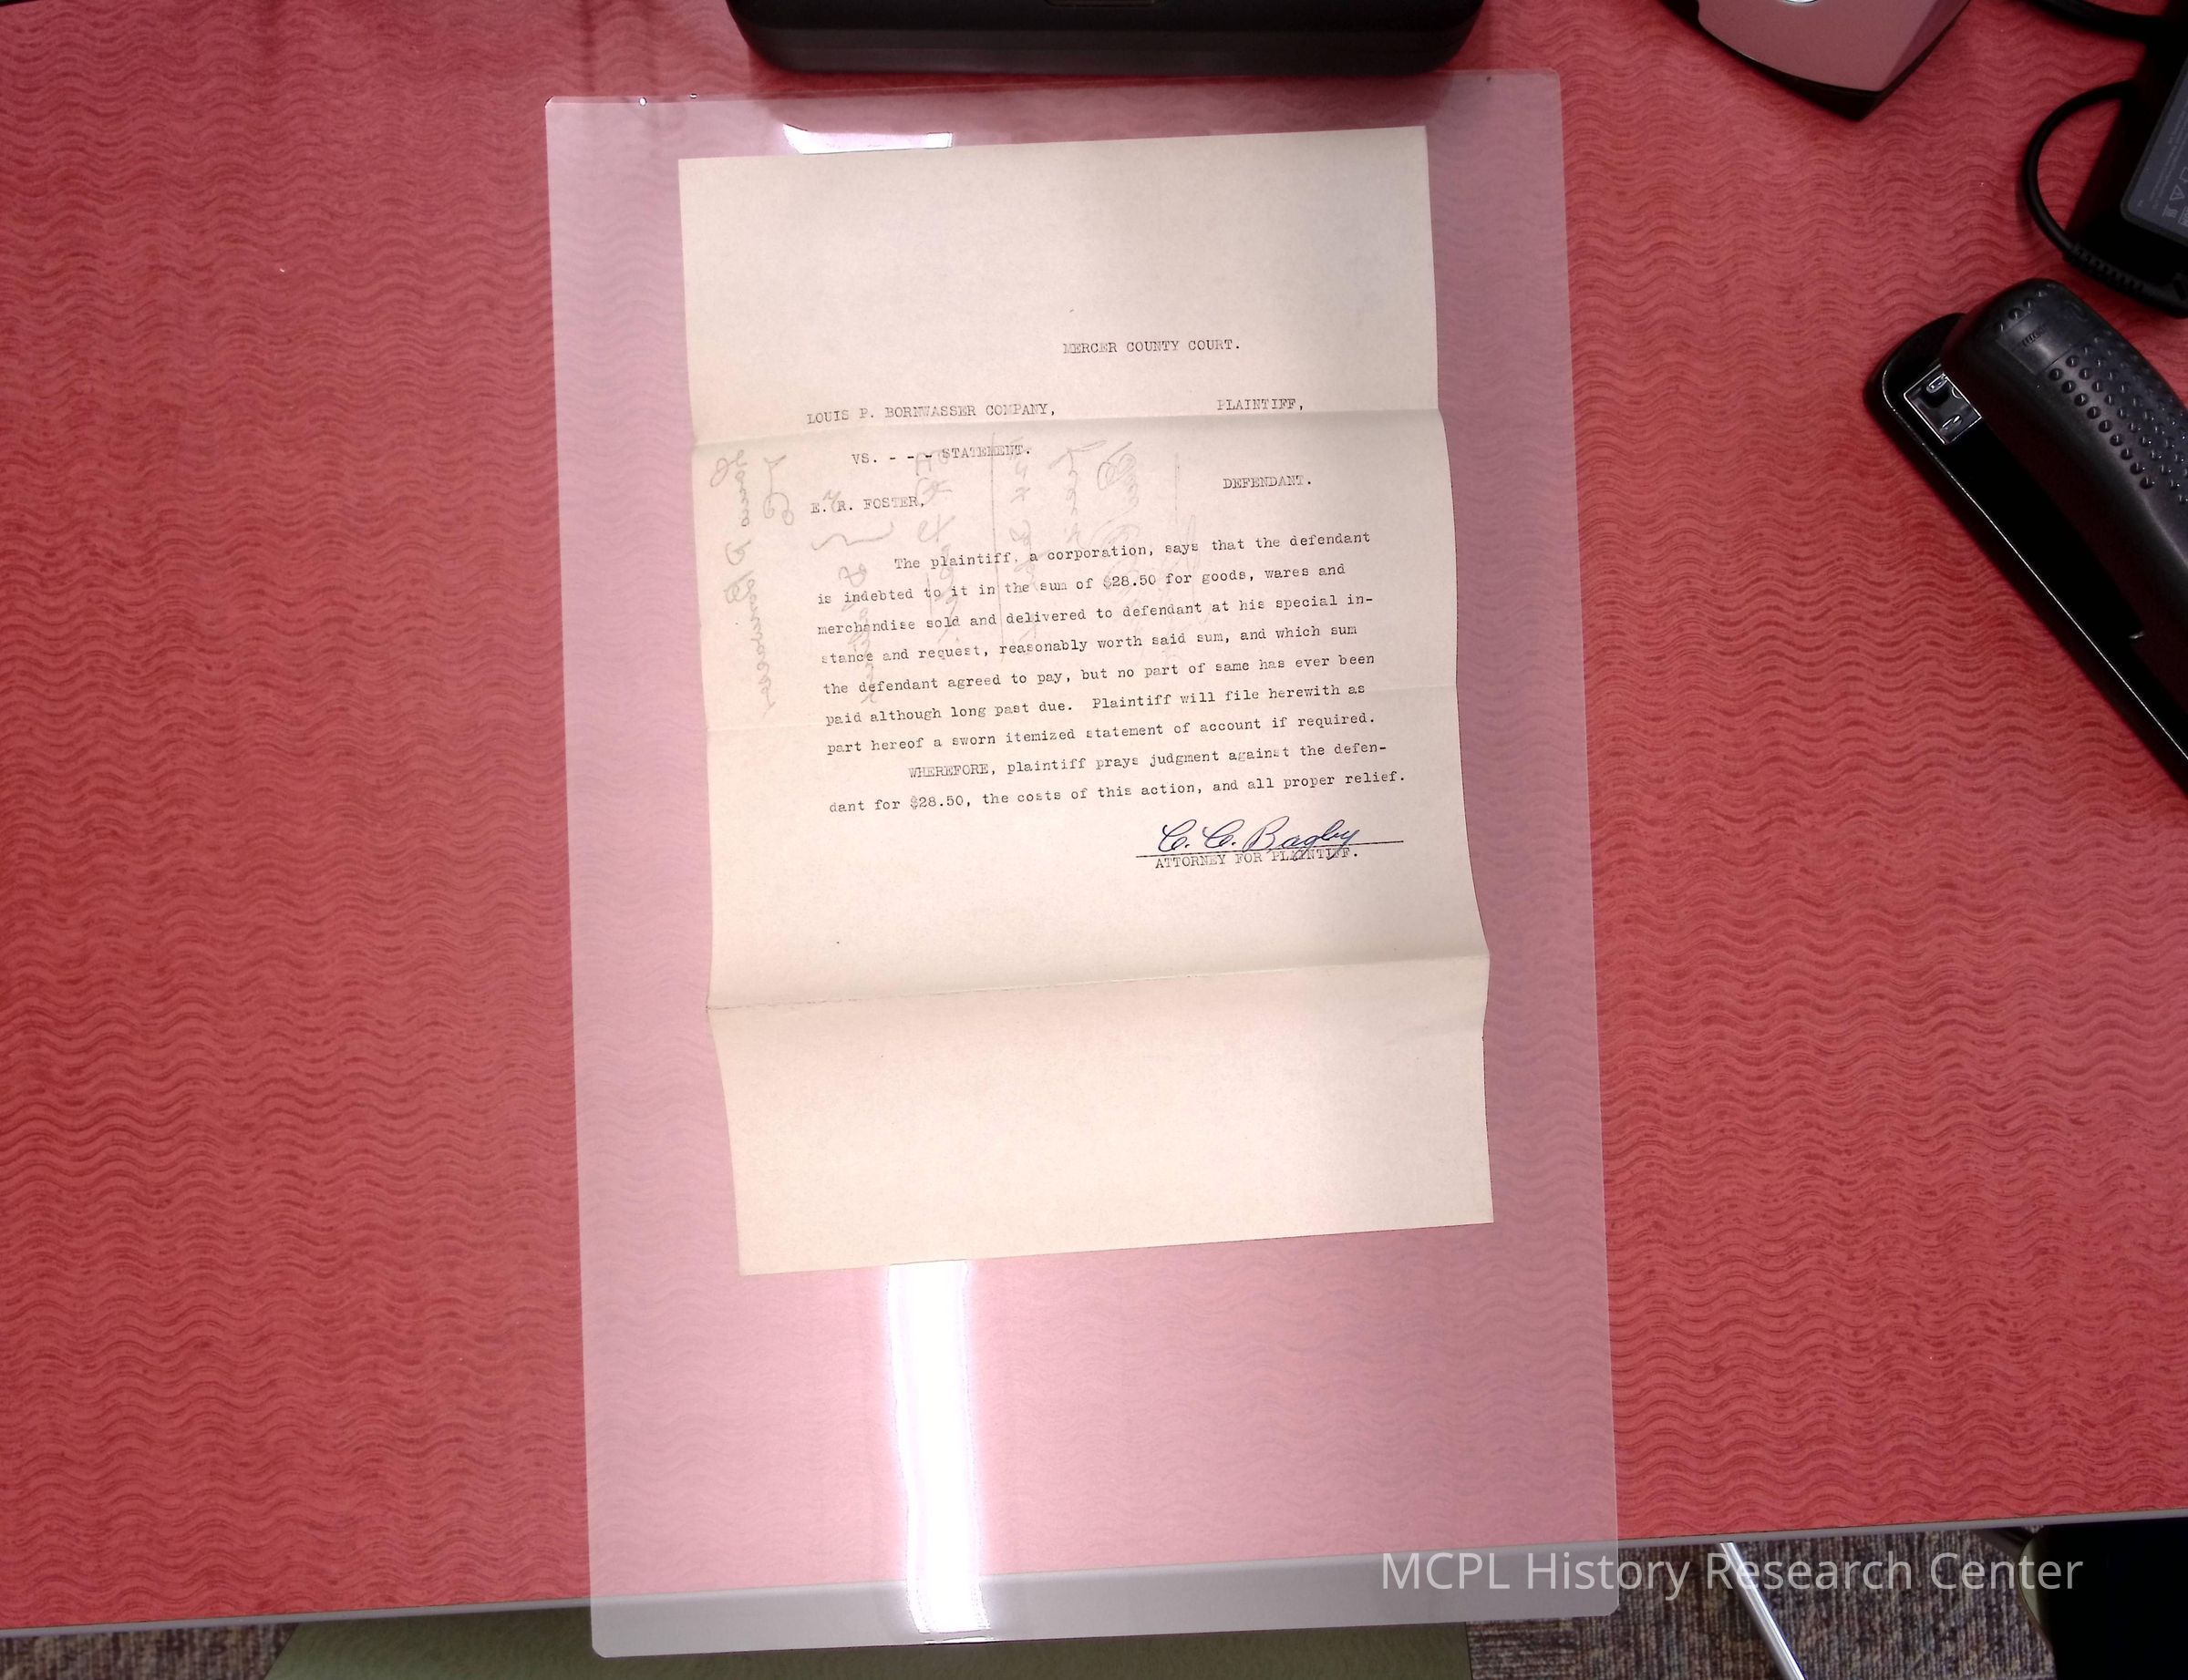 MERCER COUNTY COURT.
LOUIS P. BORNWASSER COMPANY, PLAINTIFF,
VS. - - - STATEMENT.
E. R. FOSTER, DEFENDANT.
The plaintiff, a corporation, says that the defendant
is indebted to it in the sum of $28.50 for goods, wares and
merchandise sold and delivered to defendant at his special in-
stance and request, reasonably worth said sum, and which sum
the defendant agreed to pay, but no part of same has ever been
paid although long past due. Plaintiff will file herewith as
part hereof a sworn itemized statement of account if required.
WHEREFORE, plaintiff prays judgment against the defen-
dant for $28.50, the costs of this action, and all proper relief.
C. C. Bagby
ATTORNEY FOR PLAINTIFF.
MCPL History Research Center